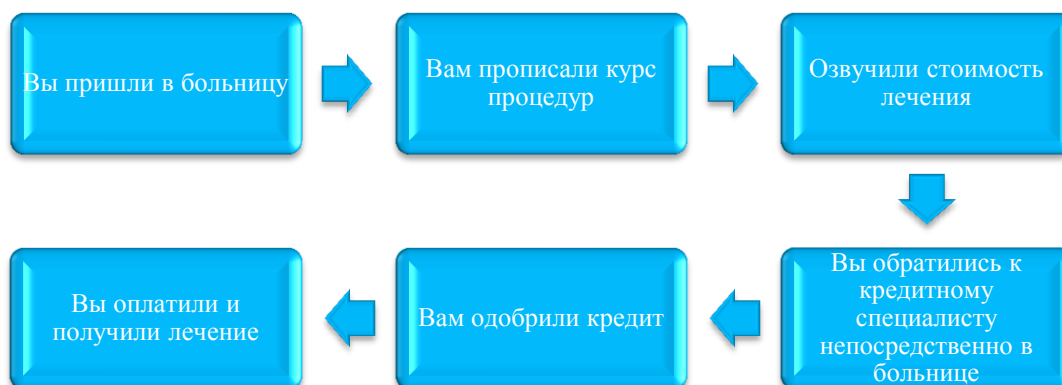 Вы пришли в больницу
Вам прописали курс
процедур
Озвучили стоимость
лечения
Вы обратились к
кредитному
специалисту
непосредственно в
больнице
Вам одобрили кредит
Вы оплатили и
получили лечение